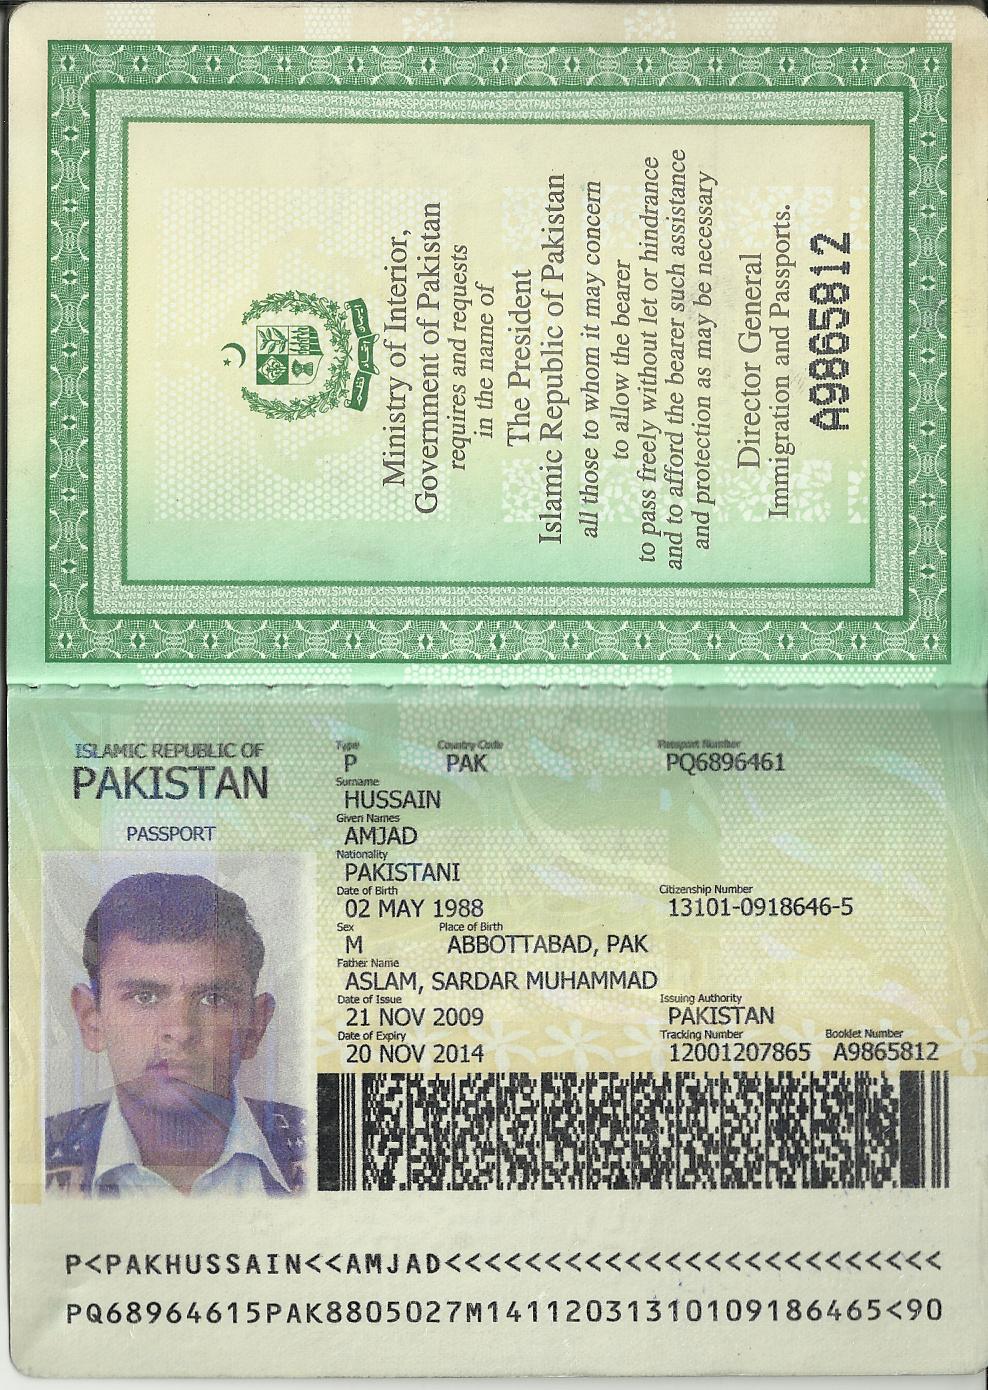 Ministry of Interior,
Government of Pakistan
requires and requests
in the name of
The President
Islamic Republic of Pakistan
all those to whom it may concern
to allow the bearer
to pass freely without let or hindrance
and to afford the bearer such assistance
and protection as may be necessary
Director General
Immigration and Passports.
A9865812
ISLAMIC REPUBLIC OF
PAKISTAN
PASSPORT
Type Country Code Passport Number
P PAK PQ6896461
Surname
HUSSAIN
Given Names
AMJAD
Nationality
PAKISTANI
Date of Birth Citizenship Number
02 MAY 1988 13101-0918646-5
Sex Place of Birth
M ABBOTTABAD, PAK
Father Name
ASLAM, SARDAR MUHAMMAD
Date of Issue Issuing Authority
21 NOV 2009 PAKISTAN
Date of Expiry Tracking Number Booklet Number
20 NOV 2014 12001207865 A9865812
P<PAKHUSSAIN<<AMJAD<<<<<<<<<<<<<<<<<<<<<<<<<
PQ68964615PAK8805027M1411203131010918​6465<90